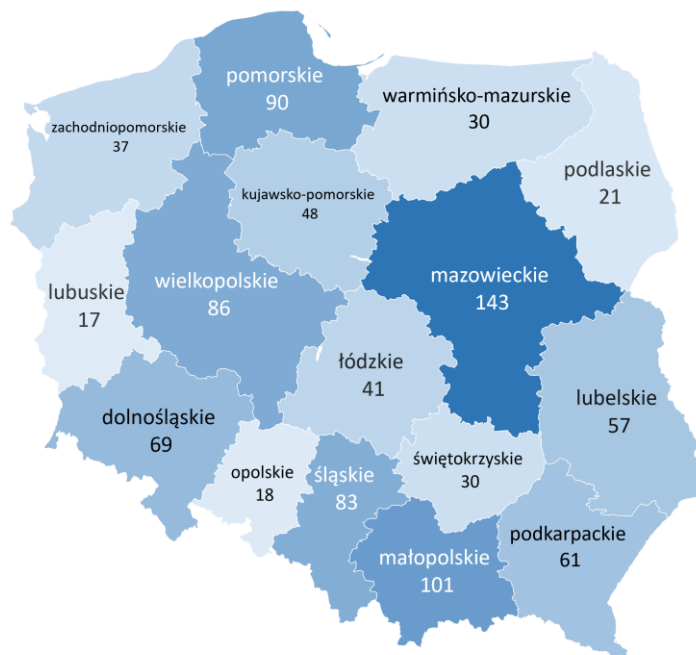 pomorskie
90
warmińsko-mazurskie
30
zachodniopomorskie
37
podlaskie
21
kujawsko-pomorskie
48
mazowieckie
143
wielkopolskie
86
lubuskie
17
łódzkie
41
lubelskie
57
dolnośląskie
69
opolskie
18
śląskie
83
świętokrzyskie
30
podkarpackie
61
małopolskie
101